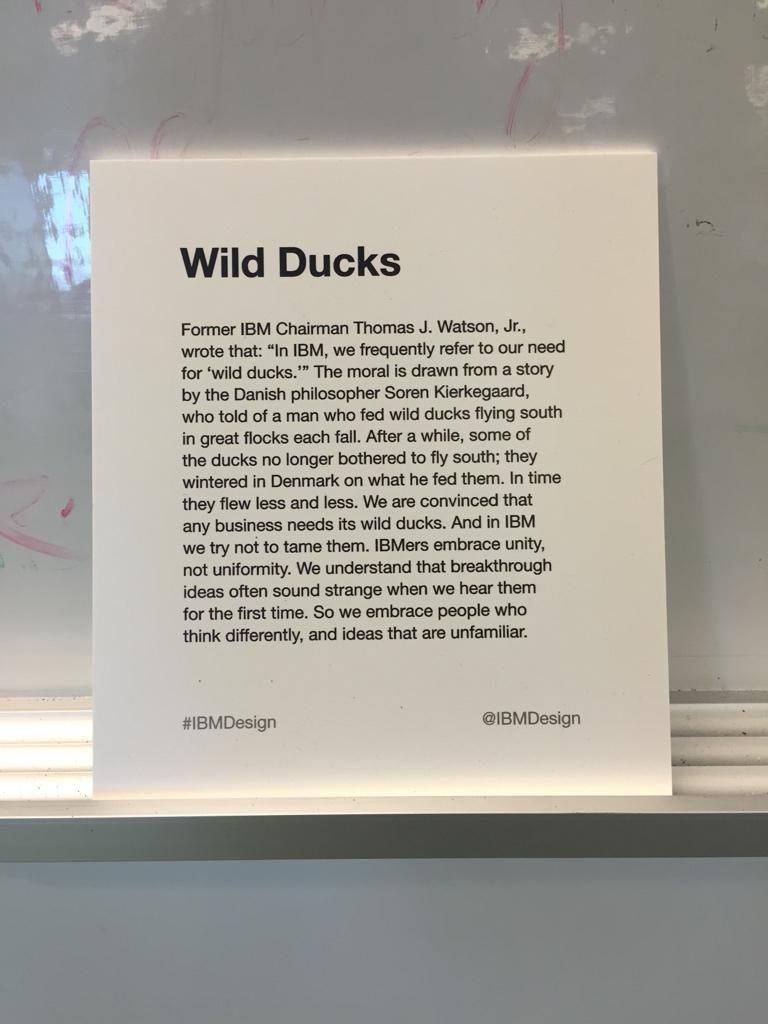 Wild Ducks
Former IBM Chairman Thomas J. Watson, Jr.,
wrote that: “In IBM, we frequently refer to our need
for ‘wild ducks.’” The moral is drawn from a story
by the Danish philosopher Soren Kierkegaard,
who told of a man who fed wild ducks flying south
in great flocks each fall. After a while, some of
the ducks no longer bothered to fly south; they
wintered in Denmark on what he fed them. In time
they flew less and less. We are convinced that
any business needs its wild ducks. And in IBM
we try not to tame them. IBMers embrace unity,
not uniformity. We understand that breakthrough
ideas often sound strange when we hear them
for the first time. So we embrace people who
think differently, and ideas that are unfamiliar.
#IBMDesign
@IBMDesign